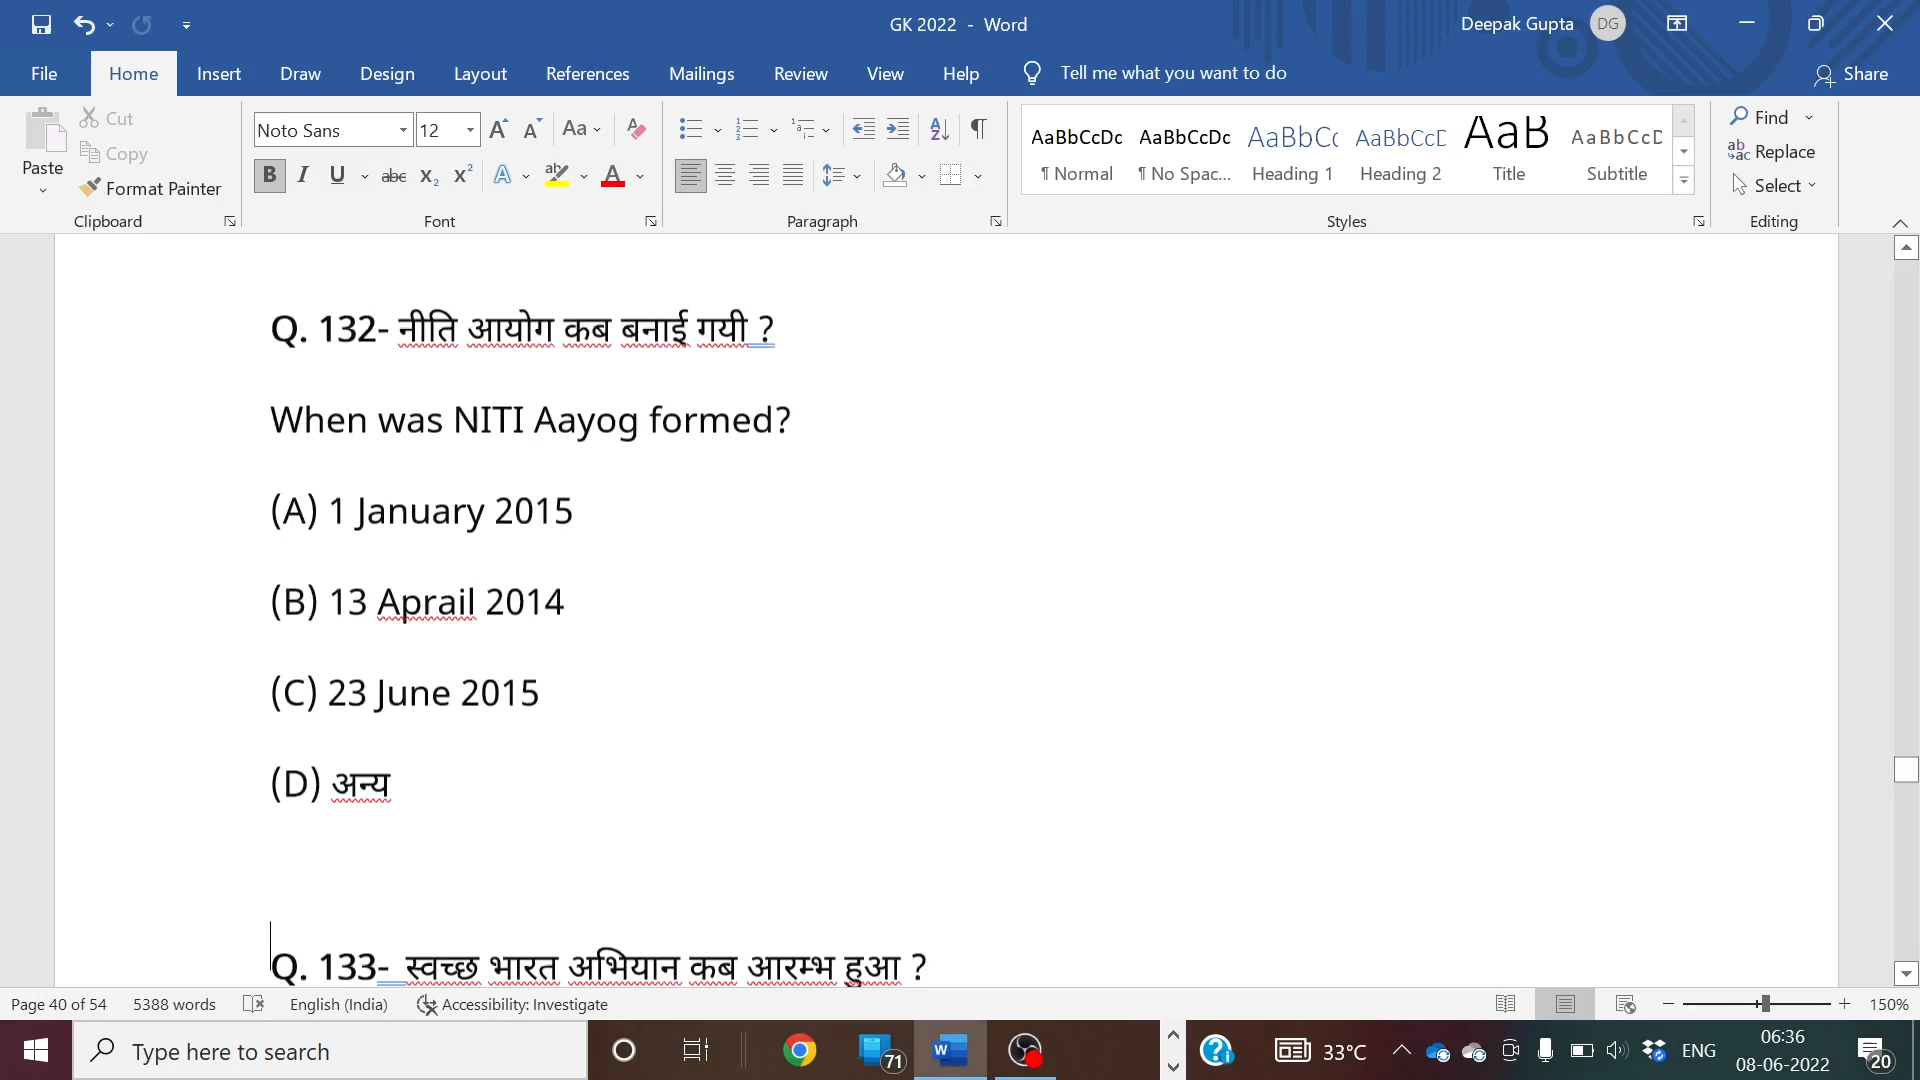 GK 2022 - Word
Deepak Gupta DG
File Home Insert Draw Design Layout References Mailings Review View Help Tell me what you want to do Share
Paste Cut Copy Format Painter
Clipboard
Noto Sans 12
Font
Paragraph
AaBbCcDc AaBbCcDc AaBbC AaBbCcD AaB AaBbCcD
¶ Normal ¶ No Spac... Heading 1 Heading 2 Title Subtitle
Styles
Find
Replace
Select
Editing
Q. 132- नीति आयोग कब बनाई गयी ?
When was NITI Aayog formed?
(A) 1 January 2015
(B) 13 Aprail 2014
(C) 23 June 2015
(D) अन्य
Q. 133- स्वच्छ भारत अभियान कब आरम्भ हुआ ?
Page 40 of 54 5388 words English (India) Accessibility: Investigate 150%
Type here to search 71 33°C ENG 06:36
08-06-2022 20